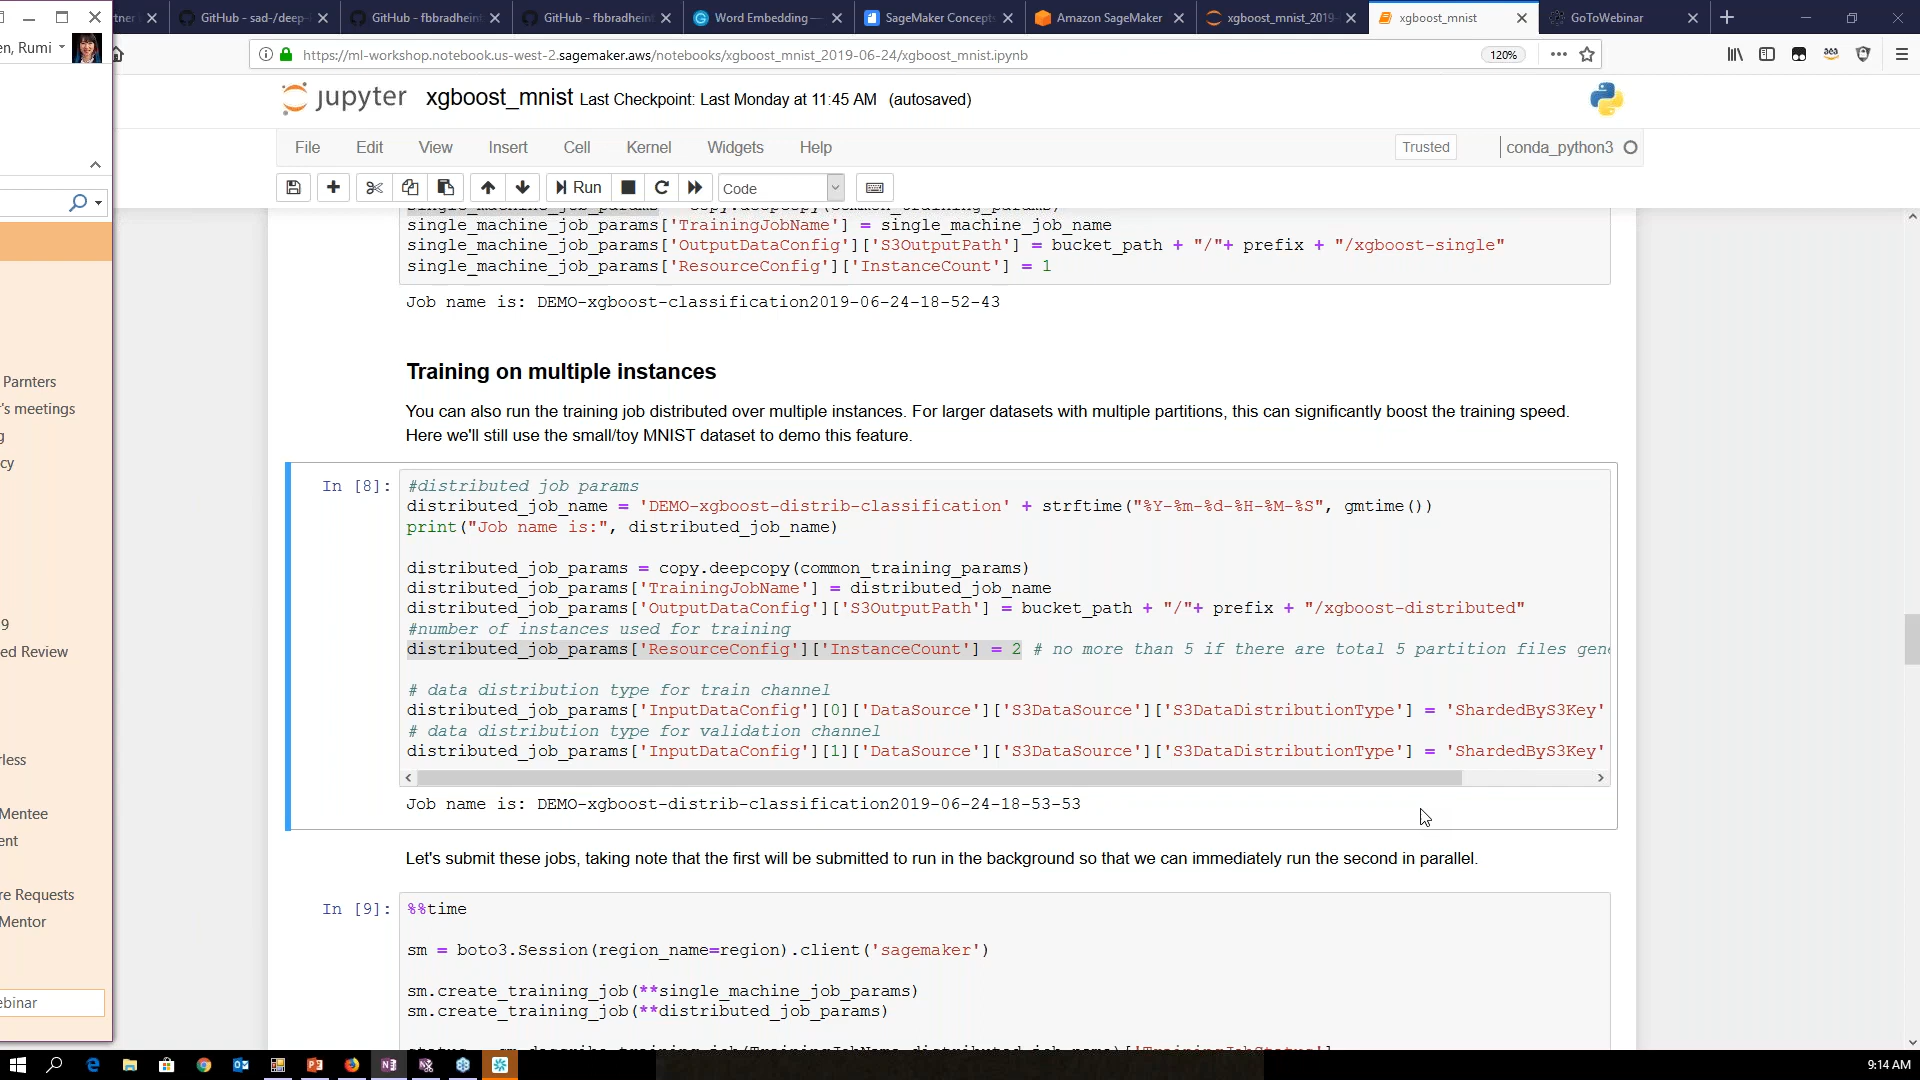 GitHub - sad-/deep-
GitHub - fbbradheint
GitHub - fbbradheint
Word Embedding —
SageMaker Concepts
Amazon SageMaker
xgboost_mnist_2019-
xgboost_mnist
GoToWebinar
en, Rumi
https://ml-workshop.notebook.us-west-2.sagemaker.aws/notebooks/xgboost_mnist_2019-06-24/xgboost_mnist.ipynb
120%
jupyter xgboost_mnist Last Checkpoint: Last Monday at 11:45 AM (autosaved)
File Edit View Insert Cell Kernel Widgets Help
Trusted
conda_python3
Run
Code
single_machine_job_params = copy.deepcopy(common_training_params)
single_machine_job_params['TrainingJobName'] = single_machine_job_name
single_machine_job_params['OutputDataConfig']['S3OutputPath'] = bucket_path + "/"+ prefix + "/xgboost-single"
single_machine_job_params['ResourceConfig']['InstanceCount'] = 1
Job name is: DEMO-xgboost-classification2019-06-24-18-52-43
Training on multiple instances
You can also run the training job distributed over multiple instances. For larger datasets with multiple partitions, this can significantly boost the training speed.
Here we'll still use the small/toy MNIST dataset to demo this feature.
In [8]:
#distributed job params
distributed_job_name = 'DEMO-xgboost-distrib-classification' + strftime("%Y-%m-%d-%H-%M-%S", gmtime())
print("Job name is:", distributed_job_name)
distributed_job_params = copy.deepcopy(common_training_params)
distributed_job_params['TrainingJobName'] = distributed_job_name
distributed_job_params['OutputDataConfig']['S3OutputPath'] = bucket_path + "/"+ prefix + "/xgboost-distributed"
#number of instances used for training
distributed_job_params['ResourceConfig']['InstanceCount'] = 2 # no more than 5 if there are total 5 partition files gen
# data distribution type for train channel
distributed_job_params['InputDataConfig'][0]['DataSource']['S3DataSource']['S3DataDistributionType'] = 'ShardedByS3Key'
# data distribution type for validation channel
distributed_job_params['InputDataConfig'][1]['DataSource']['S3DataSource']['S3DataDistributionType'] = 'ShardedByS3Key'
Job name is: DEMO-xgboost-distrib-classification2019-06-24-18-53-53
Let's submit these jobs, taking note that the first will be submitted to run in the background so that we can immediately run the second in parallel.
In [9]:
%%time
sm = boto3.Session(region_name=region).client('sagemaker')
sm.create_training_job(**single_machine_job_params)
sm.create_training_job(**distributed_job_params)
Parnters
's meetings
g
cy
9
ed Review
rless
Mentee
ent
re Requests
Mentor
ebinar
9:14 AM